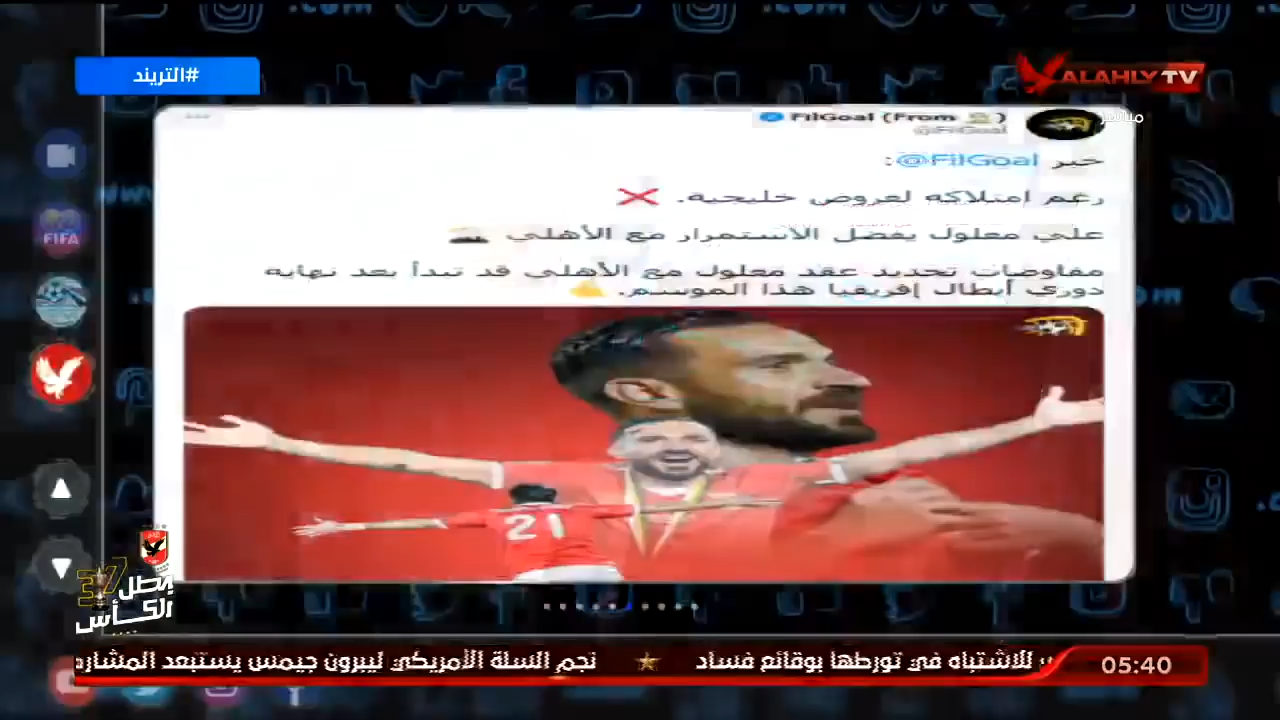 #التريند
ALAHLY TV
مباشر
FilGoal (From )
@FilGoal
خبر @FilGoal:
رغم امتلاكه لعروض خليجية.
علي معلول يفضل الاستمرار مع الأهلي
مفاوضات تجديد عقد معلول مع الأهلي قد تبدأ بعد نهاية
دوري أبطال إفريقيا هذا الموسم.
FIFA
21
بطل 37
الكأس
للاشتباه في تورطها بوقائع فساد
نجم السلة الأمريكي ليبرون جيمس يستبعد
05:40